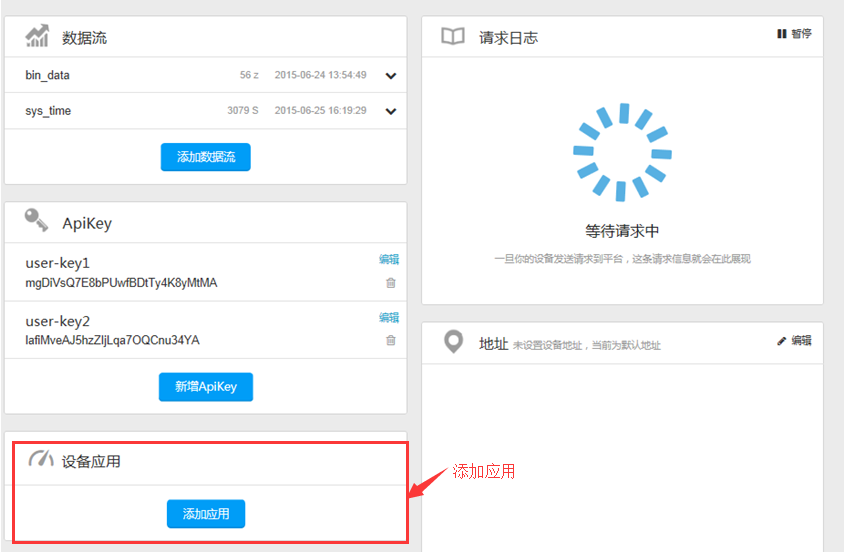 数据流
bin_data 56 z 2015-06-24 13:54:49
sys_time 3079 S 2015-06-25 16:19:29
添加数据流
ApiKey
user-key1 编辑
mgDiVsQ7E8bPUwfBDtTy4K8yMtMA
user-key2 编辑
IafiMveAJ5hzZIjLqa7OQCnu34YA
新增ApiKey
设备应用
添加应用
添加应用
请求日志 暂停
等待请求中
一旦你的设备发送请求到平台，这条请求信息就会在此展现
地址 未设置设备地址，当前为默认地址 编辑